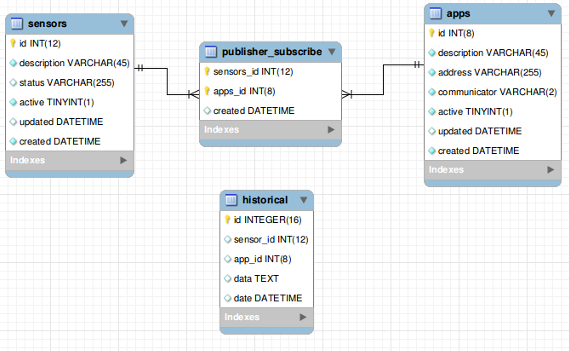 sensors
id INT(12)
description VARCHAR(45)
status VARCHAR(255)
active TINYINT(1)
updated DATETIME
created DATETIME
Indexes
publisher_subscribe
sensors_id INT(12)
apps_id INT(8)
created DATETIME
Indexes
apps
id INT(8)
description VARCHAR(45)
address VARCHAR(255)
communicator VARCHAR(2)
active TINYINT(1)
updated DATETIME
created DATETIME
Indexes
historical
id INTEGER(16)
sensor_id INT(12)
app_id INT(8)
data TEXT
date DATETIME
Indexes